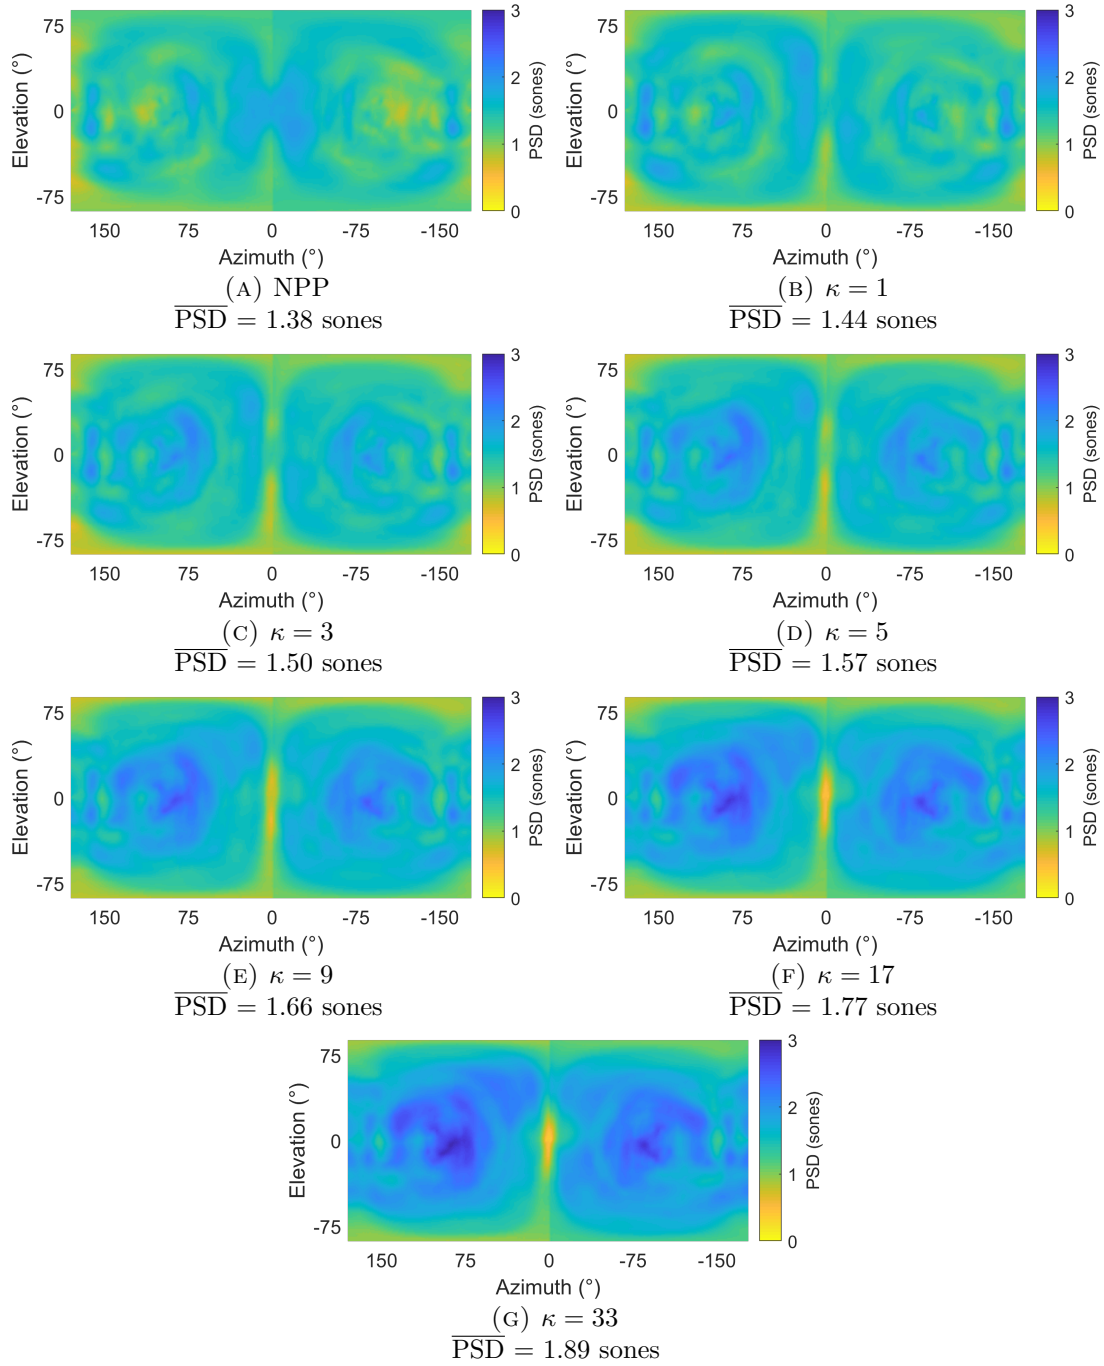 75
0
-75
Elevation (°)
150 75 0 -75 -150
Azimuth (°)
3
2
1
0
PSD (sones)
(A) NPP
PSD = 1.38 sones
75
0
-75
Elevation (°)
150 75 0 -75 -150
Azimuth (°)
3
2
1
0
PSD (sones)
(B) κ = 1
PSD = 1.44 sones
75
0
-75
Elevation (°)
150 75 0 -75 -150
Azimuth (°)
3
2
1
0
PSD (sones)
(C) κ = 3
PSD = 1.50 sones
75
0
-75
Elevation (°)
150 75 0 -75 -150
Azimuth (°)
3
2
1
0
PSD (sones)
(D) κ = 5
PSD = 1.57 sones
75
0
-75
Elevation (°)
150 75 0 -75 -150
Azimuth (°)
3
2
1
0
PSD (sones)
(E) κ = 9
PSD = 1.66 sones
75
0
-75
Elevation (°)
150 75 0 -75 -150
Azimuth (°)
3
2
1
0
PSD (sones)
(F) κ = 17
PSD = 1.77 sones
75
0
-75
Elevation (°)
150 75 0 -75 -150
Azimuth (°)
3
2
1
0
PSD (sones)
(G) κ = 33
PSD = 1.89 sones